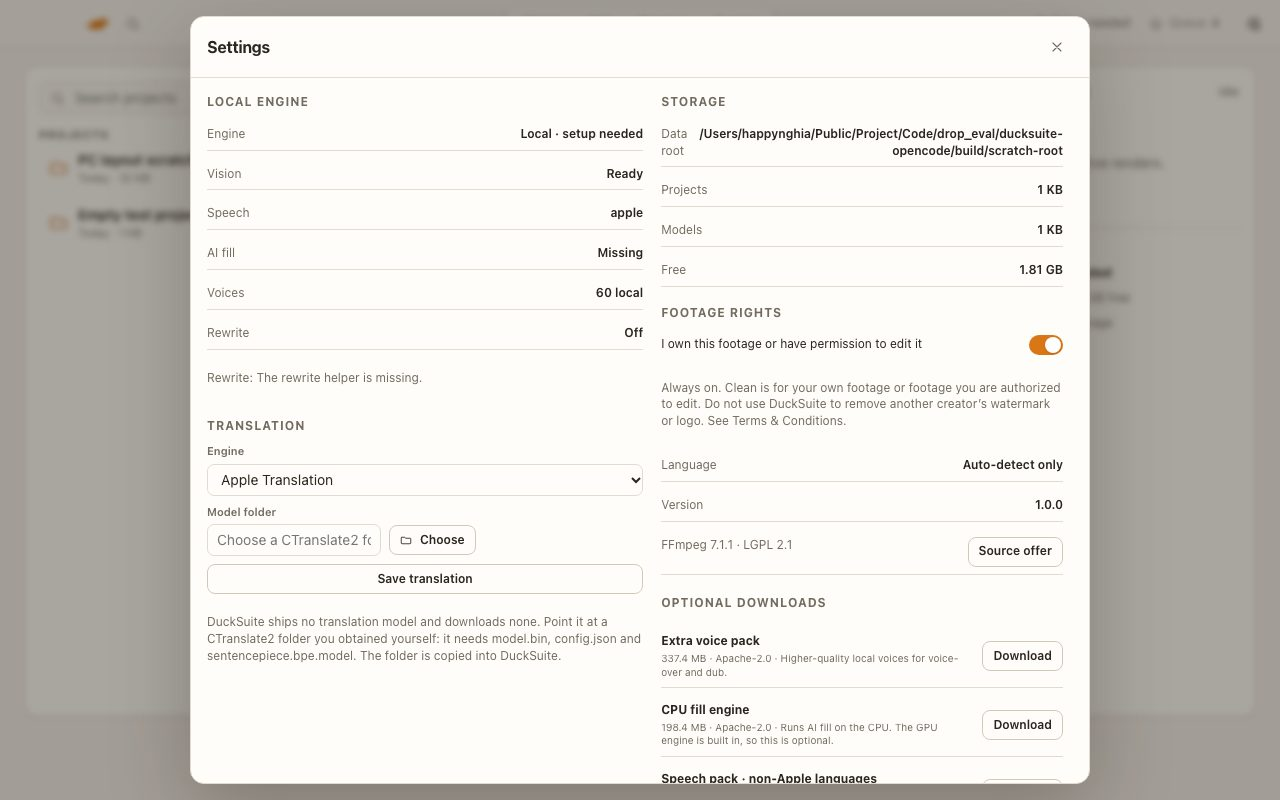 Settings
LOCAL ENGINE
Engine
Local · setup needed
Vision
Ready
Speech
apple
AI fill
Missing
Voices
60 local
Rewrite
Off
Rewrite: The rewrite helper is missing.
TRANSLATION
Engine
Apple Translation
Model folder
Choose a CTranslate2 fo
Choose
Save translation
DuckSuite ships no translation model and downloads none. Point it at a
CTranslate2 folder you obtained yourself: it needs model.bin, config.json and
sentencepiece.bpe.model. The folder is copied into DuckSuite.
STORAGE
Data root
/Users/happynghia/Public/Project/Code/drop_eval/ducksuite-
opencode/build/scratch-root
Projects
1 KB
Models
1 KB
Free
1.81 GB
FOOTAGE RIGHTS
I own this footage or have permission to edit it
Always on. Clean is for your own footage or footage you are authorized
to edit. Do not use DuckSuite to remove another creator's watermark
or logo. See Terms & Conditions.
Language
Auto-detect only
Version
1.0.0
FFmpeg 7.1.1 · LGPL 2.1
Source offer
OPTIONAL DOWNLOADS
Extra voice pack
337.4 MB · Apache-2.0 · Higher-quality local voices for voice-
over and dub.
Download
CPU fill engine
198.4 MB · Apache-2.0 · Runs AI fill on the CPU. The GPU
engine is built in, so this is optional.
Download
Speech pack · non-Apple languages
Search projects
PROJECTS
PC layout scratch
Empty test proje